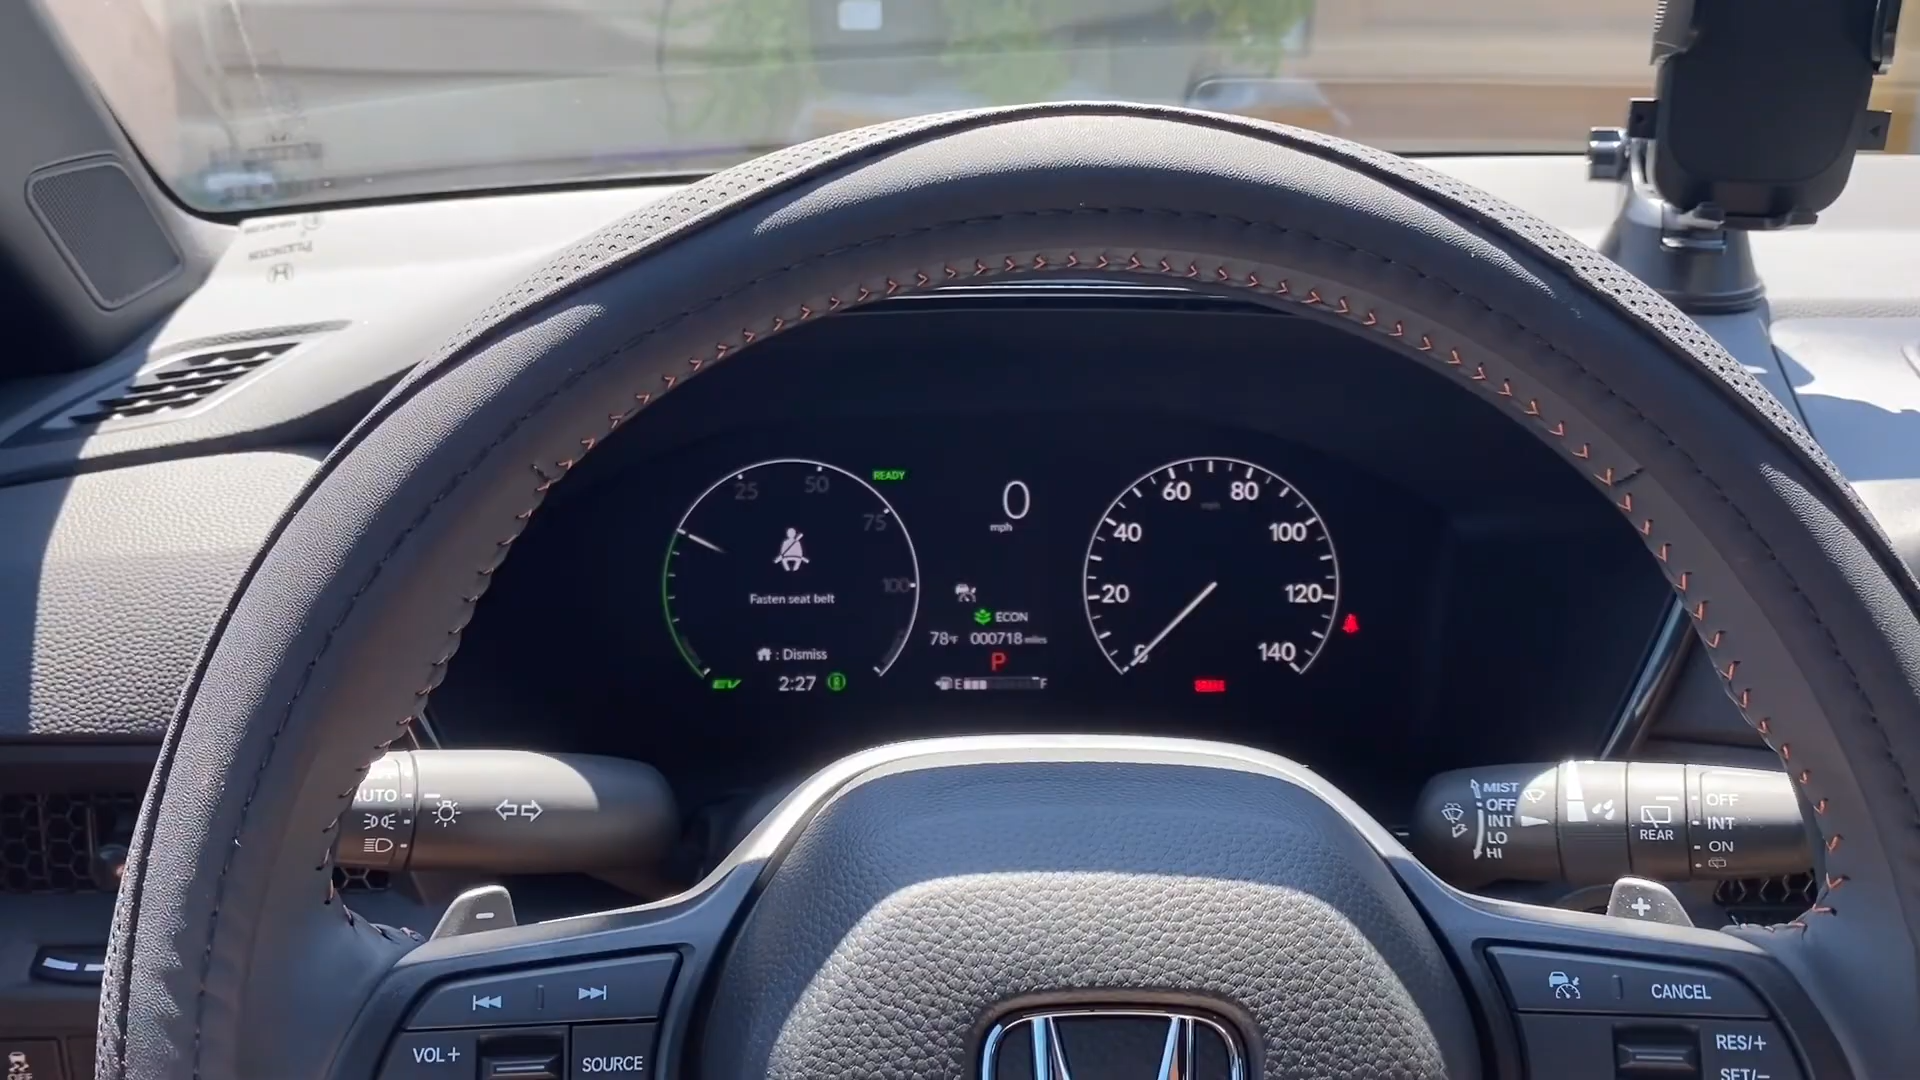 25
50
75
100
READY
Fasten seat belt
: Dismiss
EV
2:27
0
mph
ECON
78°F 000718 miles
P
E F
0
20
40
60
80
100
120
140
AUTO
MIST
OFF
INT
LO
HI
REAR
OFF
INT
ON
-
+
VOL+
SOURCE
CANCEL
RES/+
SET/-
OFF